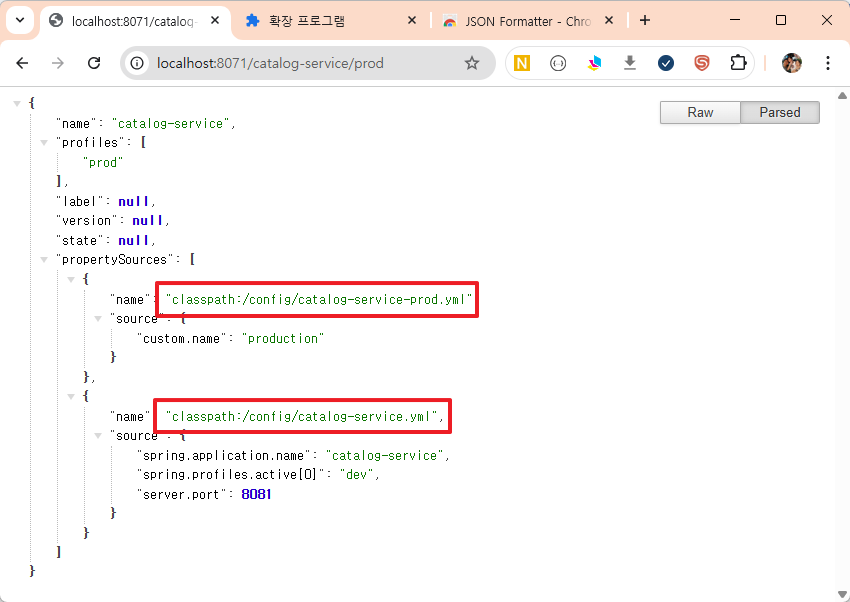 localhost:8071/catalog-
확장 프로그램
JSON Formatter - Chro
localhost:8071/catalog-service/prod
N
S
Raw
Parsed
{
"name": "catalog-service",
"profiles": [
"prod"
],
"label": null,
"version": null,
"state": null,
"propertySources": [
{
"name": "classpath:/config/catalog-service-prod.yml"
"source": {
"custom.name": "production"
}
},
{
"name" "classpath:/config/catalog-service.yml",
"source": {
"spring.application.name": "catalog-service",
"spring.profiles.active[0]": "dev",
"server.port": 8081
}
}
]
}